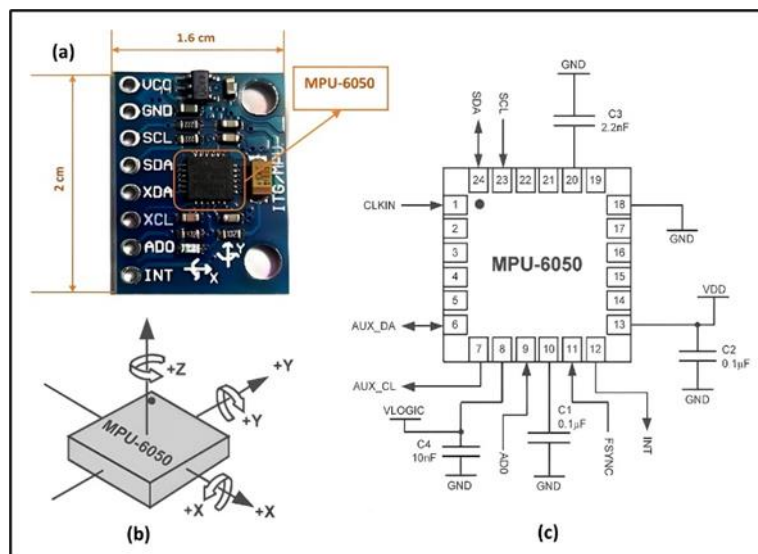 (a)
1.6 cm
MPU-6050
2 cm
VCC
GND
SCL
SDA
XDA
XCL
ADO
INT
ITG/MPU
X
Y
+Z
+Y
+Y
MPU-6050
+X
+X
(b)
GND
C3
2.2nF
SDA
SCL
24 23 22 21 20 19
CLKIN
1
2
3
4
5
6
AUX_DA
MPU-6050
18
17
16
15
14
13
GND
VDD
C2
0.1µF
GND
7 8 9 10 11 12
AUX_CL
VLOGIC
C4
10nF
GND
AD0
C1
0.1µF
GND
FSYNC
INT
(c)